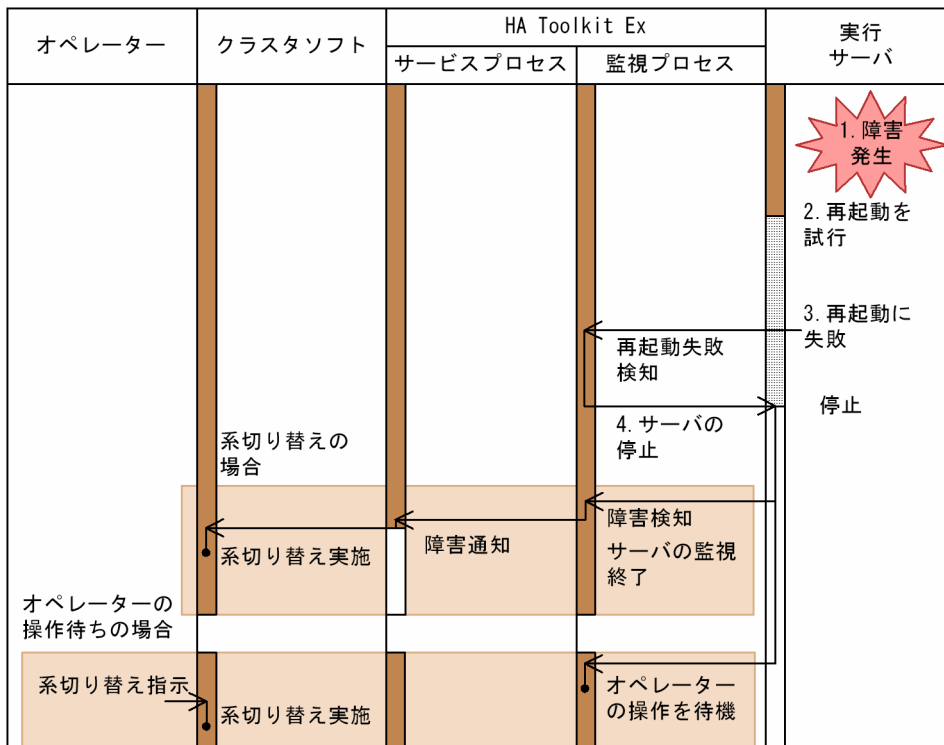 オペレーター
クラスタソフト
HA Toolkit Ex
サービスプロセス
監視プロセス
実行
サーバ
1.障害
発生
2.再起動を
試行
3.再起動に
失敗
再起動失敗
検知
停止
4.サーバの
停止
系切り替えの
場合
障害検知
障害通知
サーバの監視
終了
系切り替え実施
オペレーターの
操作待ちの場合
系切り替え指示
オペレーター
の操作を待機
系切り替え実施